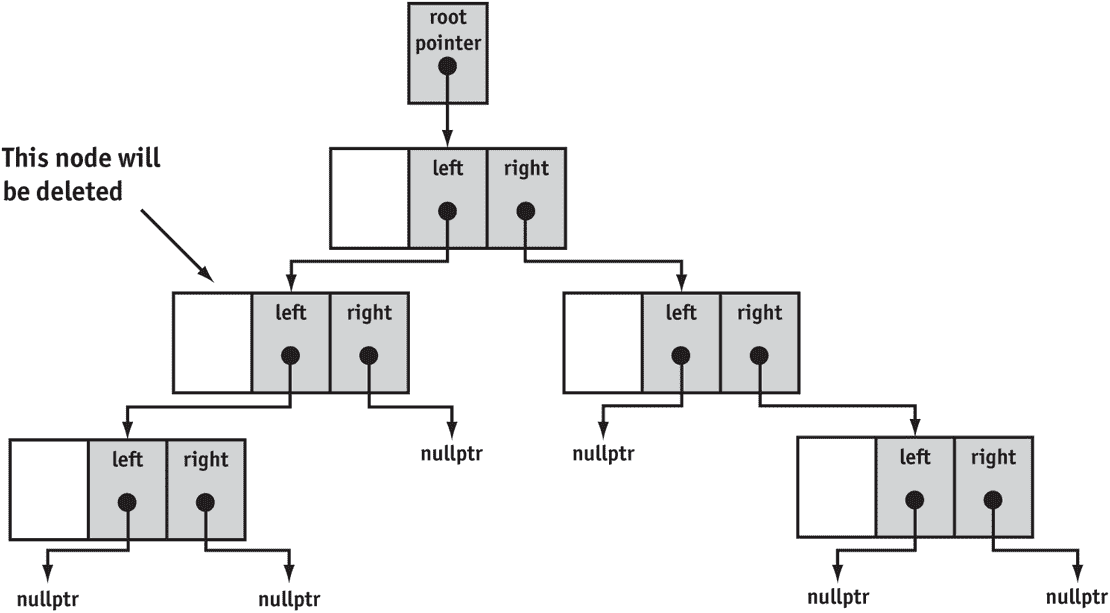 root
pointer
This node will
be deleted
left
right
left
right
left
right
nullptr
nullptr
left
right
left
right
nullptr
nullptr
nullptr
nullptr